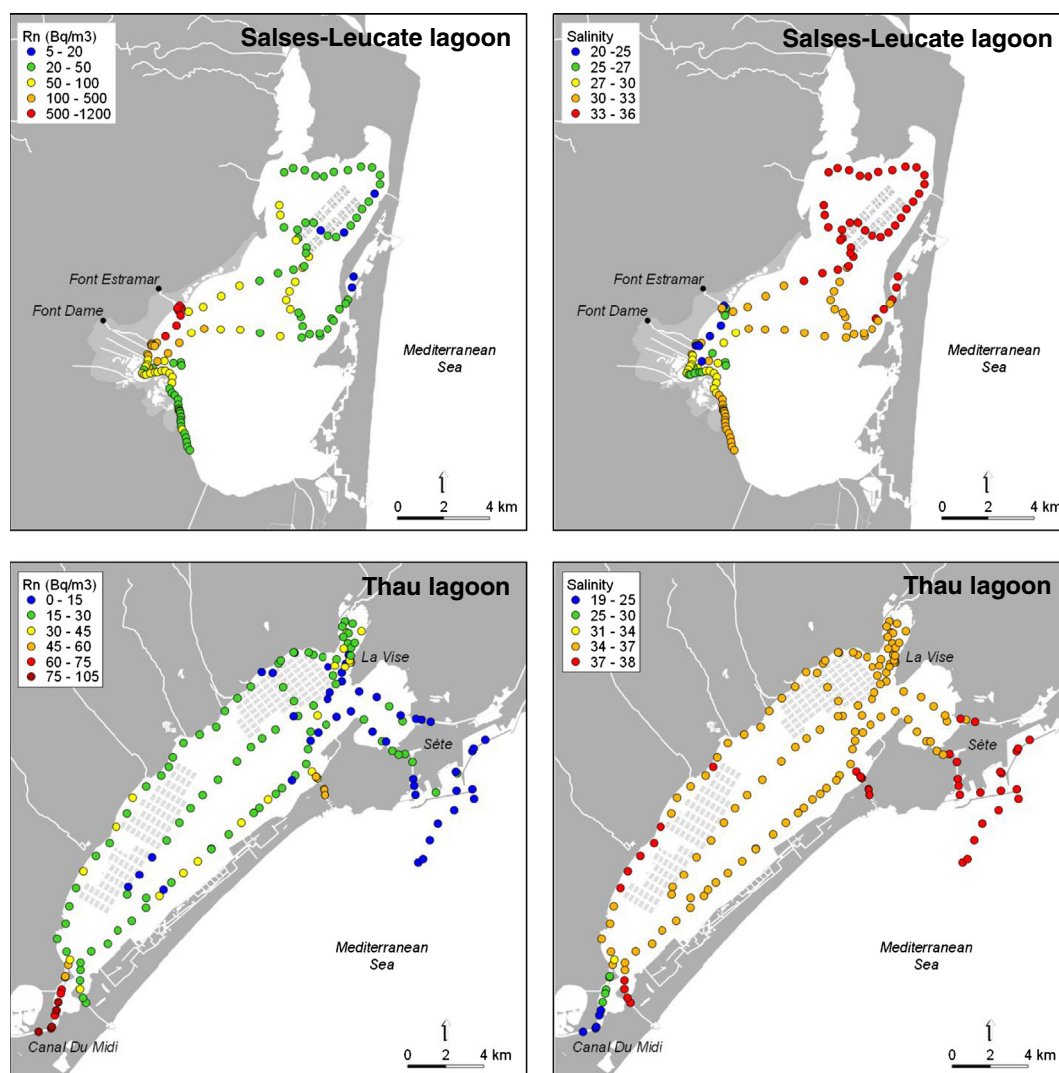 Salses-Leucate lagoon
Rn (Bq/m3)
5 - 20
20 - 50
50 - 100
100 - 500
500 -1200
Font Estramar
Font Dame
Mediterranean
Sea
0 2 4 km
Salses-Leucate lagoon
Salinity
20 -25
25 -27
27 - 30
30 - 33
33 - 36
Font Estramar
Font Dame
Mediterranean
Sea
0 2 4 km
Thau lagoon
Rn (Bq/m3)
0 - 15
15 - 30
30 - 45
45 - 60
60 - 75
75 - 105
La Vise
Sète
Mediterranean
Sea
Canal Du Midi
0 2 4 km
Thau lagoon
Salinity
19 - 25
25 - 30
31 - 34
34 - 37
37 - 38
La Vise
Sète
Mediterranean
Sea
Canal Du Midi
0 2 4 km